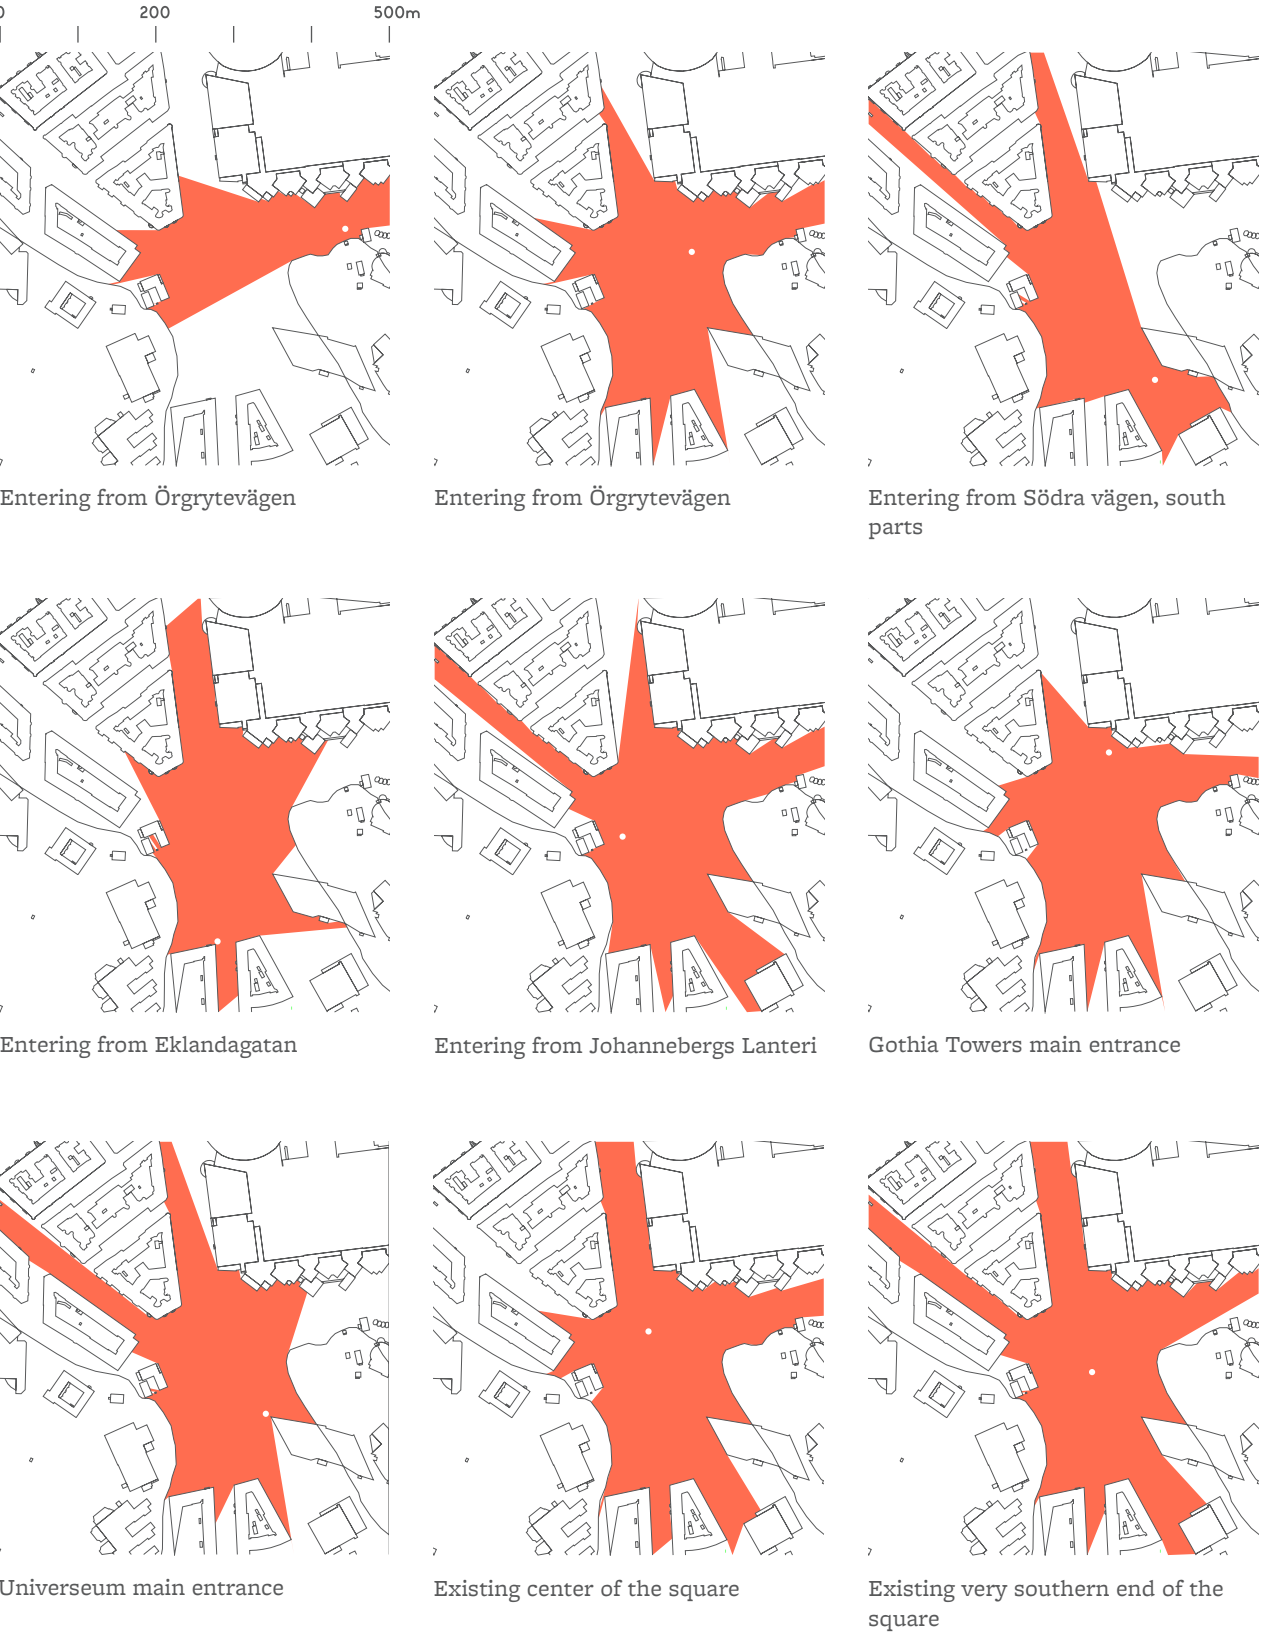 0 200 500m
Entering from Örgrytevägen
Entering from Örgrytevägen
Entering from Södra vägen, south
parts
Entering from Eklandagatan
Entering from Johannebergs Lanteri
Gothia Towers main entrance
Universeum main entrance
Existing center of the square
Existing very southern end of the
square